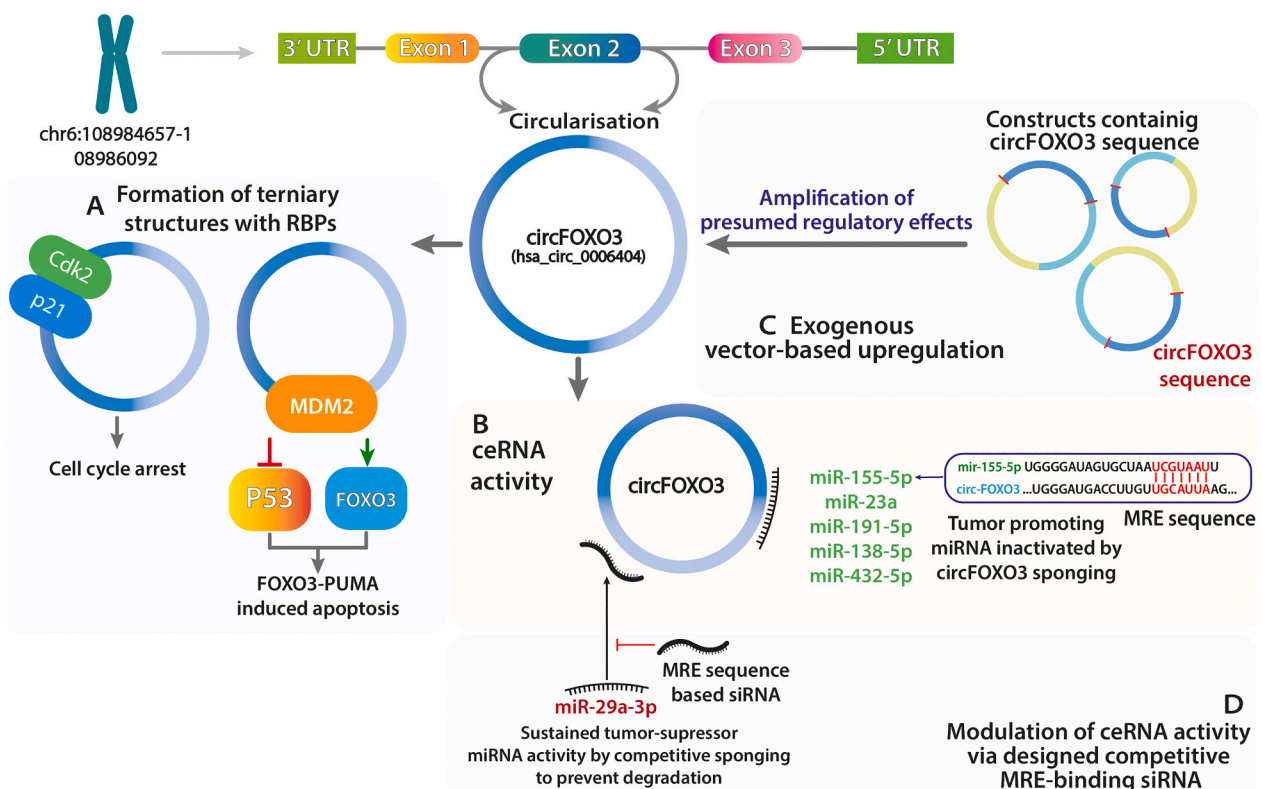 3' UTR
Exon 1
Exon 2
Exon 3
5' UTR
chr6:108984657-1
08986092
Circularisation
circFOXO3
(hsa_circ_0006404)
Constructs containig
circFOXO3 sequence
Amplification of
presumed regulatory effects
C Exogenous
vector-based upregulation
circFOXO3
sequence
A
Formation of terniary
structures with RBPs
Cdk2
p21
MDM2
Cell cycle arrest
P53
FOXO3
FOXO3-PUMA
induced apoptosis
B
ceRNA
activity
circFOXO3
miR-155-5p
miR-23a
miR-191-5p
miR-138-5p
miR-432-5p
mir-155-5p UGGGGAUAGUGCUAAUCGUAAUU
circ-FOXO3 ...UGGGAUGACCUUGUUGCAUUAAG...
MRE sequence
Tumor promoting
miRNA inactivated by
circFOXO3 sponging
MRE sequence
based siRNA
miR-29a-3p
Sustained tumor-supressor
miRNA activity by competitive sponging
to prevent degradation
D
Modulation of ceRNA activity
via designed competitive
MRE-binding siRNA